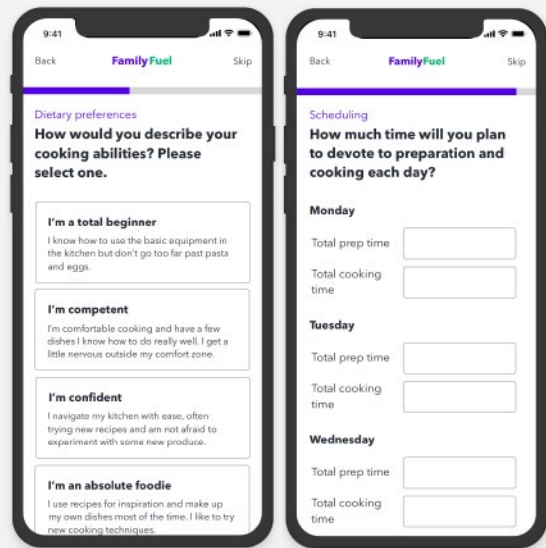 9:41
Back FamilyFuel Skip
Dietary preferences
How would you describe your
cooking abilities? Please
select one.
I'm a total beginner
I know how to use the basic equipment in
the kitchen but don't go too far past pasta
and eggs.
I'm competent
I'm comfortable cooking and have a few
dishes I know how to do really well. I get a
little nervous outside my comfort zone.
I'm confident
I navigate my kitchen with ease, often
trying new recipes and am not afraid to
experiment with some new produce.
I'm an absolute foodie
I use recipes for inspiration and make up
my own dishes most of the time. I like to try
new cooking techniques.
9:41
Back FamilyFuel Skip
Scheduling
How much time will you plan
to devote to preparation and
cooking each day?
Monday
Total prep time
Total cooking
time
Tuesday
Total prep time
Total cooking
time
Wednesday
Total prep time
Total cooking
time